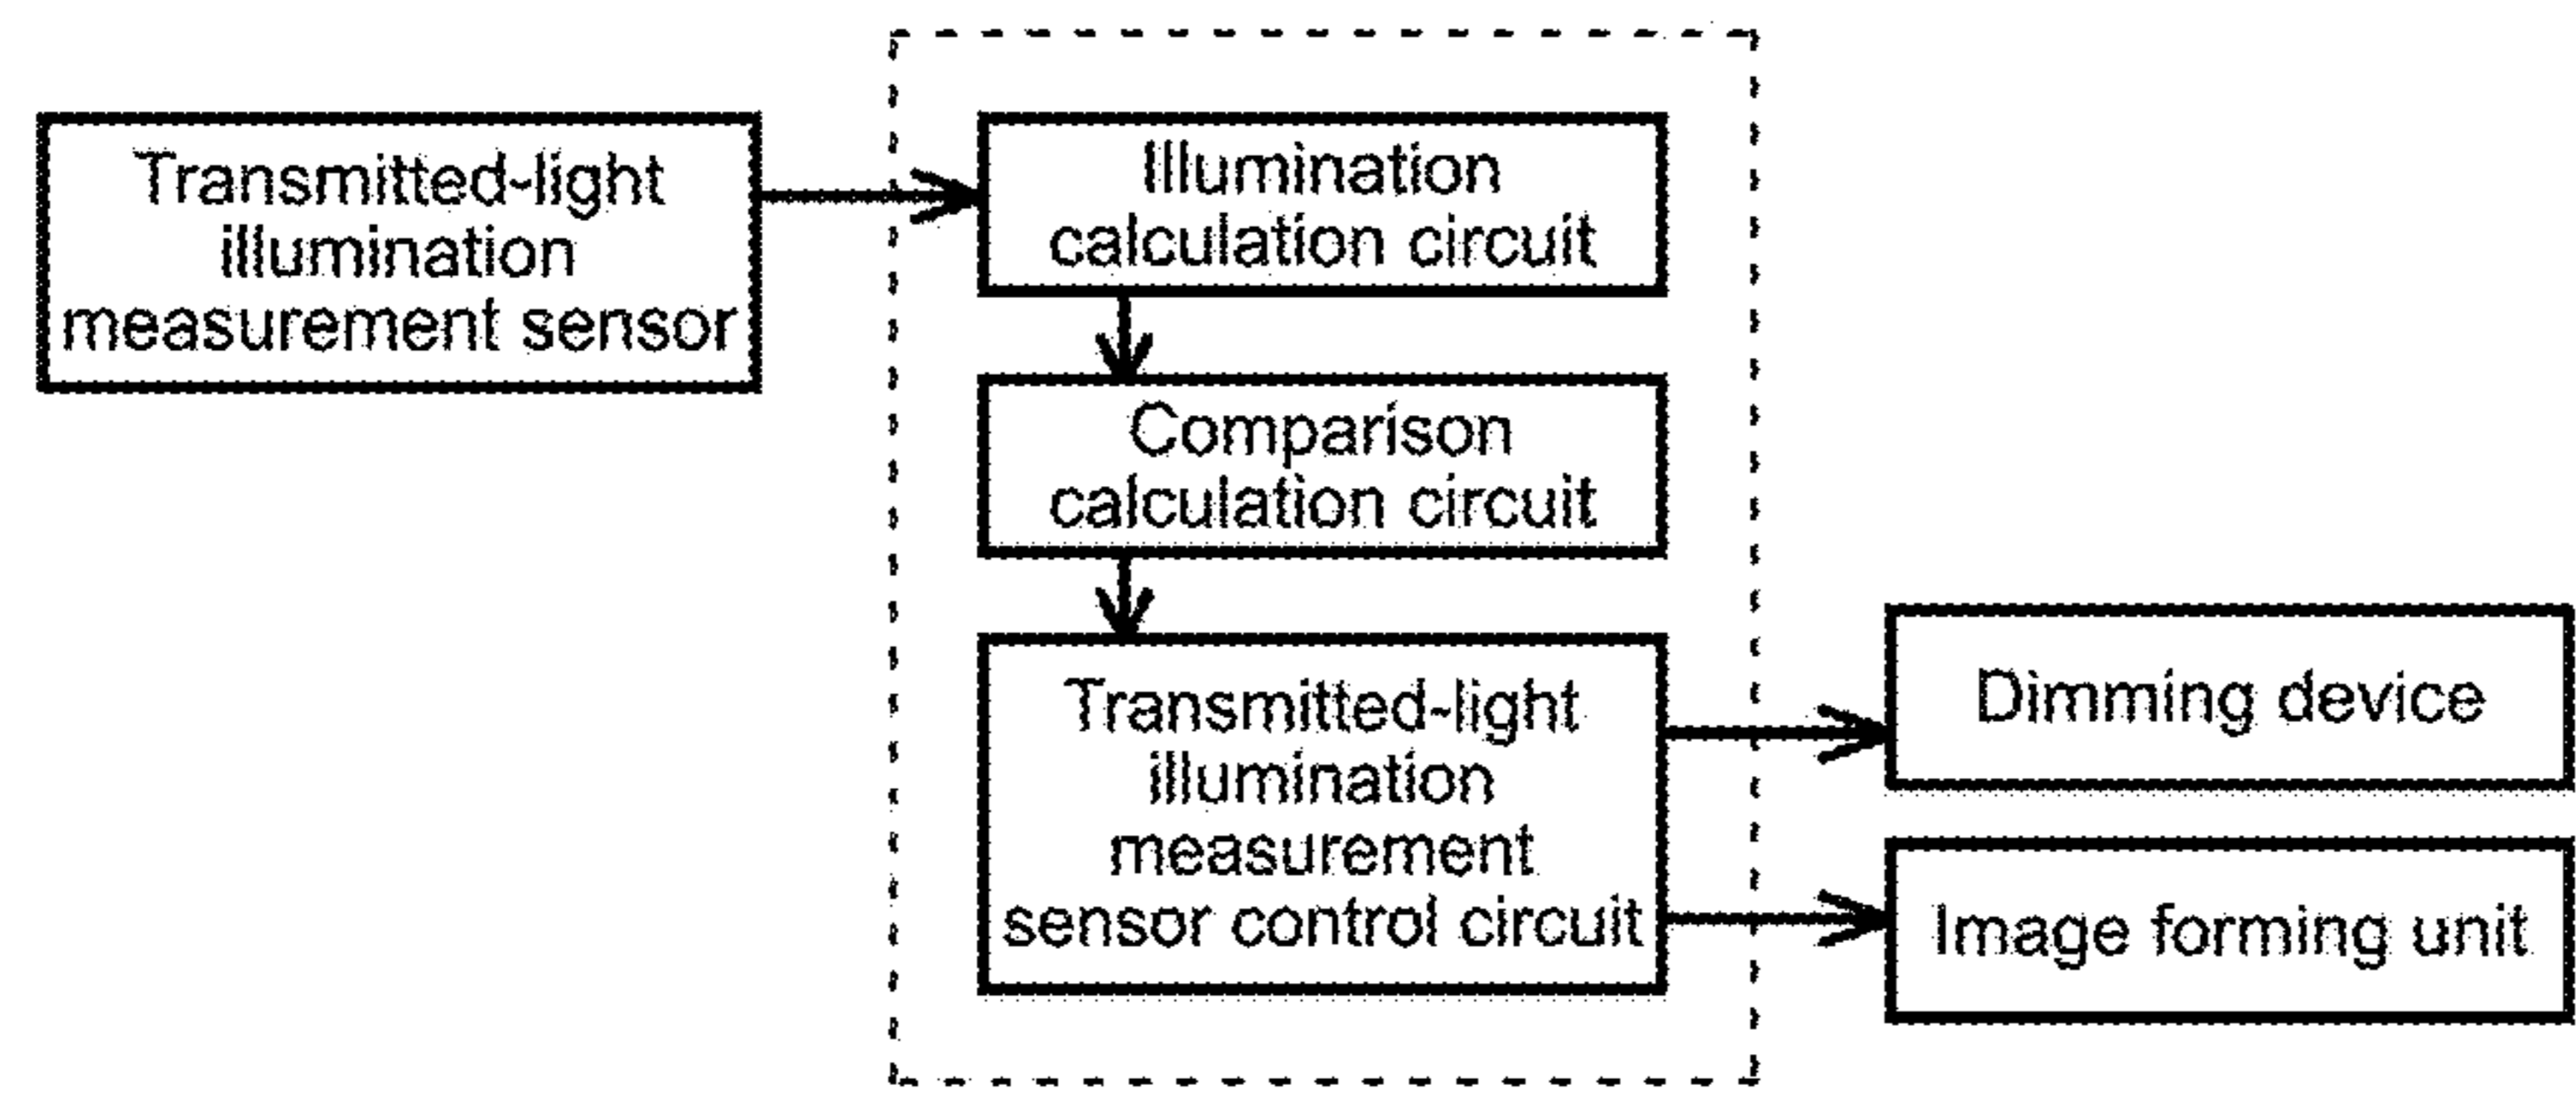 Transmitted-light
illumination
measurement sensor
Illumination
calculation circuit
Comparison
calculation circuit
Transmitted-light
illumination
measurement
sensor control circuit
Dimming device
Image forming unit